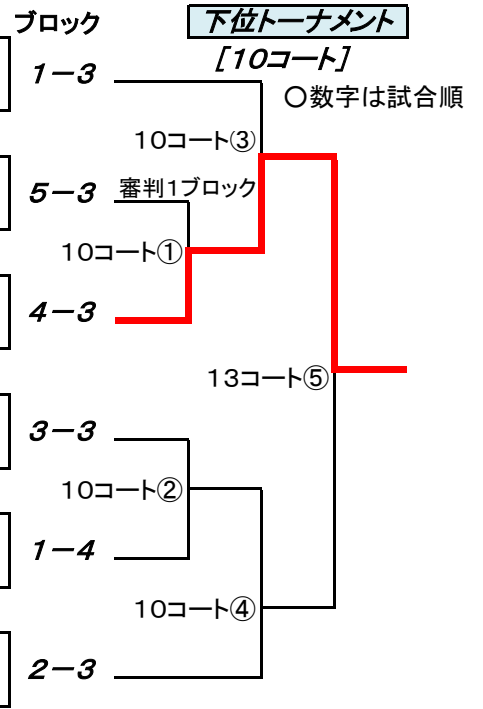 ブロック
下位トーナメント
［１０コート］
○数字は試合順
１－３
１０コート③
５－３
審判１ブロック
１０コート①
４－３
１３コート⑤
３－３
１０コート②
１－４
１０コート④
２－３